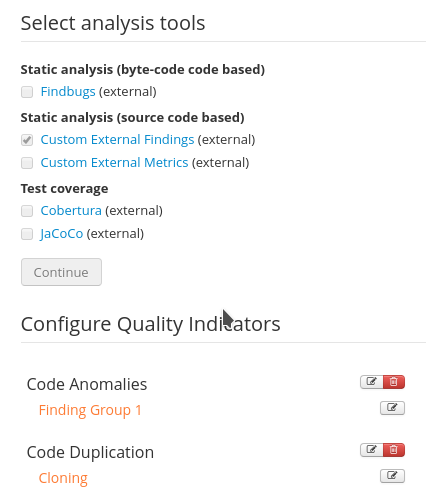 Select analysis tools
Static analysis (byte-code code based)
Findbugs (external)
Static analysis (source code based)
Custom External Findings (external)
Custom External Metrics (external)
Test coverage
Cobertura (external)
JaCoCo (external)
Continue
Configure Quality Indicators
Code Anomalies
Finding Group 1
Code Duplication
Cloning